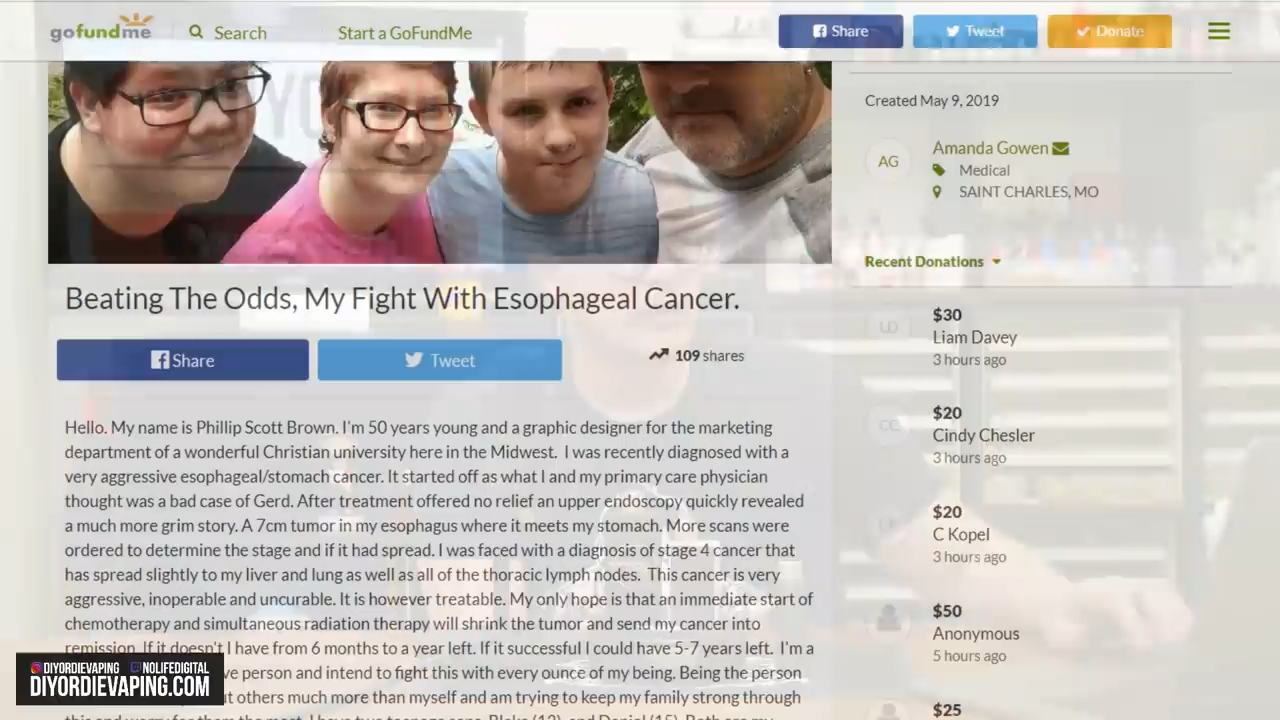 gofundme
Search
Start a GoFundMe
Share
Tweet
Donate
Created May 9, 2019
AG
Amanda Gowen
Medical
SAINT CHARLES, MO
Recent Donations
Beating The Odds, My Fight With Esophageal Cancer.
Share
Tweet
109 shares
Hello. My name is Phillip Scott Brown. I'm 50 years young and a graphic designer for the marketing
department of a wonderful Christian university here in the Midwest. I was recently diagnosed with a
very aggressive esophageal/stomach cancer. It started off as what I and my primary care physician
thought was a bad case of Gerd. After treatment offered no relief an upper endoscopy quickly revealed
a much more grim story. A 7cm tumor in my esophagus where it meets my stomach. More scans were
ordered to determine the stage and if it had spread. I was faced with a diagnosis of stage 4 cancer that
has spread slightly to my liver and lung as well as all of the thoracic lymph nodes. This cancer is very
aggressive, inoperable and uncurable. It is however treatable. My only hope is that an immediate start of
chemotherapy and simultaneous radiation therapy will shrink the tumor and send my cancer into
remission. If it doesn't I have from 6 months to a year left. If it successful I could have 5-7 years left. I'm a
person and intend to fight this with every ounce of my being. Being the person
others much more than myself and am trying to keep my family strong through
LD
$30
Liam Davey
3 hours ago
CC
$20
Cindy Chesler
3 hours ago
$20
C Kopel
3 hours ago
$50
Anonymous
5 hours ago
$25
DIYORDIEVAPING NOLIFEDIGITAL
DIYORDIEVAPING.COM